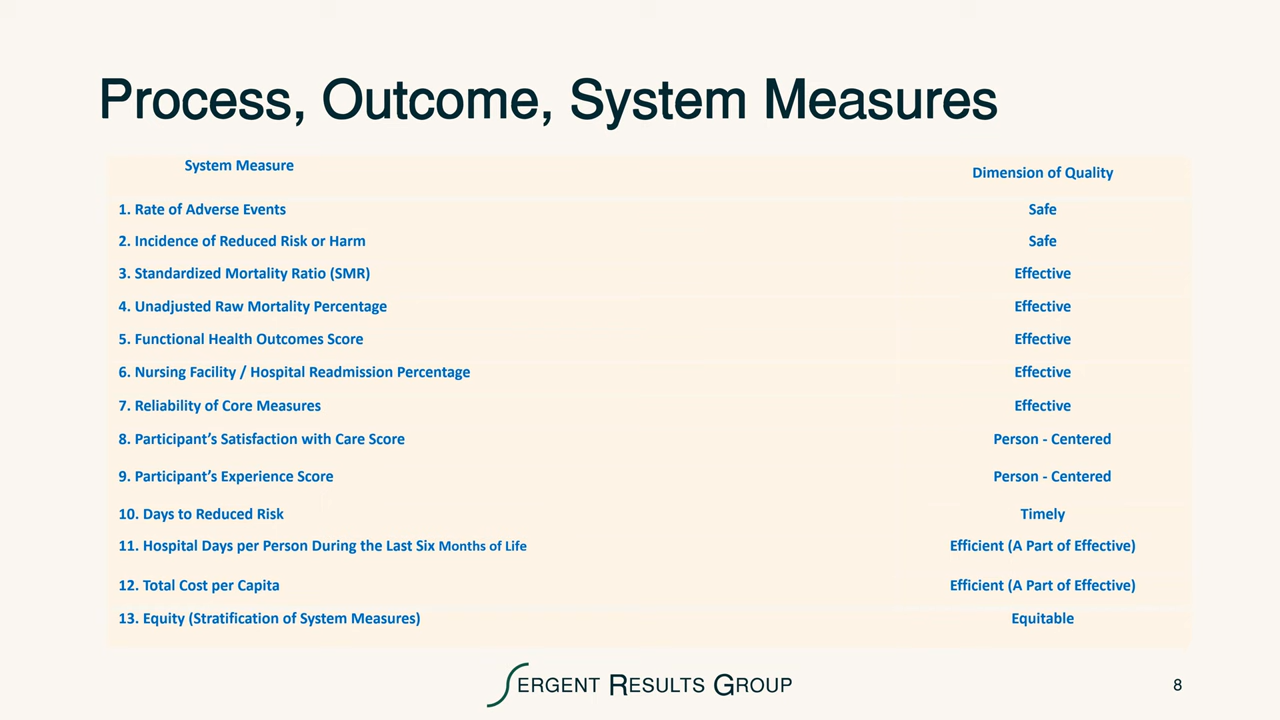 Process, Outcome, System Measures
System Measure Dimension of Quality
1. Rate of Adverse Events Safe
2. Incidence of Reduced Risk or Harm Safe
3. Standardized Mortality Ratio (SMR) Effective
4. Unadjusted Raw Mortality Percentage Effective
5. Functional Health Outcomes Score Effective
6. Nursing Facility / Hospital Readmission Percentage Effective
7. Reliability of Core Measures Effective
8. Participant’s Satisfaction with Care Score Person - Centered
9. Participant’s Experience Score Person - Centered
10. Days to Reduced Risk Timely
11. Hospital Days per Person During the Last Six Months of Life Efficient (A Part of Effective)
12. Total Cost per Capita Efficient (A Part of Effective)
13. Equity (Stratification of System Measures) Equitable
SERGENT RESULTS GROUP 8